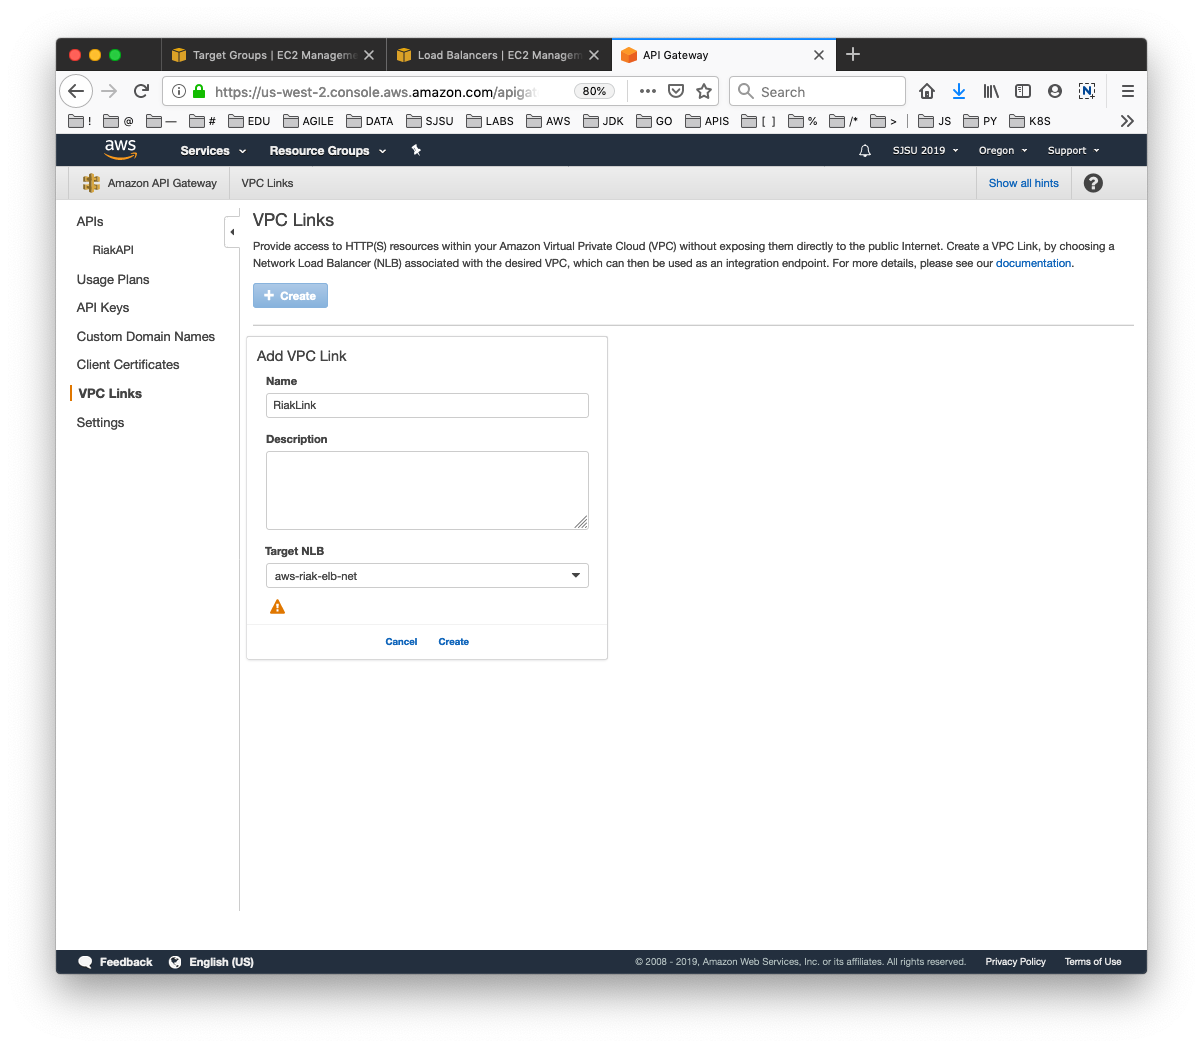 Target Groups | EC2 Manageme
Load Balancers | EC2 Managem
API Gateway
https://us-west-2.console.aws.amazon.com/apigat
80%
Search
!
@
—
#
EDU
AGILE
DATA
SJSU
LABS
AWS
JDK
GO
APIS
[ ]
%
/*
>
JS
PY
K8S
aws
Services
Resource Groups
SJSU 2019
Oregon
Support
Amazon API Gateway
VPC Links
Show all hints
APIs
RiakAPI
Usage Plans
API Keys
Custom Domain Names
Client Certificates
VPC Links
Settings
VPC Links
Provide access to HTTP(S) resources within your Amazon Virtual Private Cloud (VPC) without exposing them directly to the public Internet. Create a VPC Link, by choosing a
Network Load Balancer (NLB) associated with the desired VPC, which can then be used as an integration endpoint. For more details, please see our documentation.
+ Create
Add VPC Link
Name
RiakLink
Description
Target NLB
aws-riak-elb-net
Cancel
Create
Feedback
English (US)
© 2008 - 2019, Amazon Web Services, Inc. or its affiliates. All rights reserved.
Privacy Policy
Terms of Use